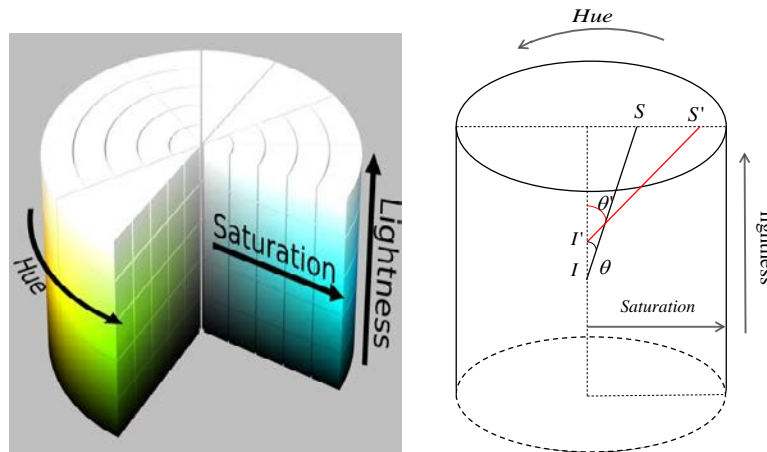 Hue
Saturation
Lightness
Hue
S
S'
θ'
I'
I
θ
Saturation
lightness